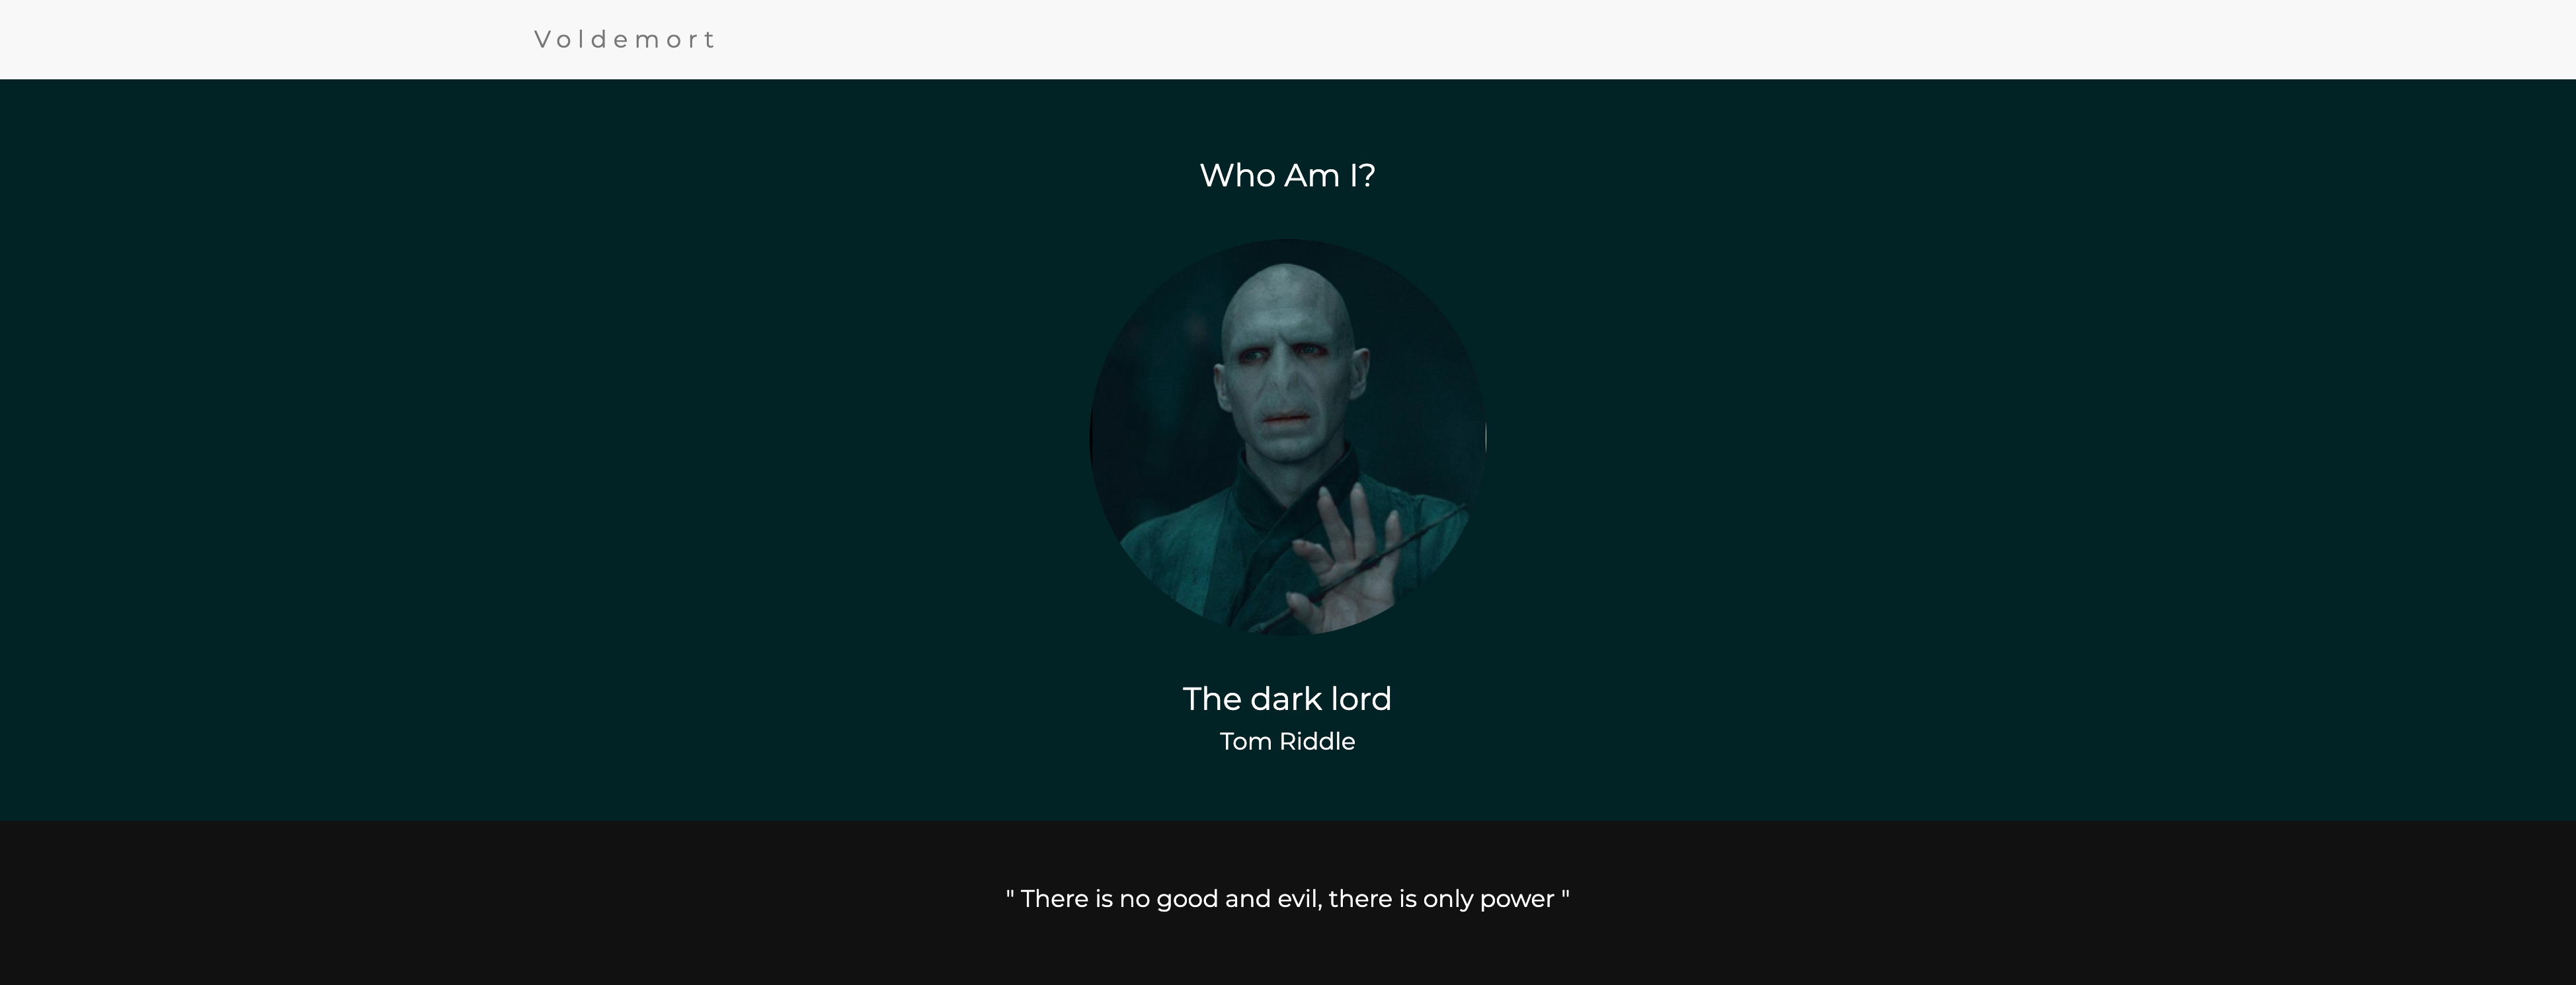 Voldemort
Who Am I?
The dark lord
Tom Riddle
" There is no good and evil, there is only power "